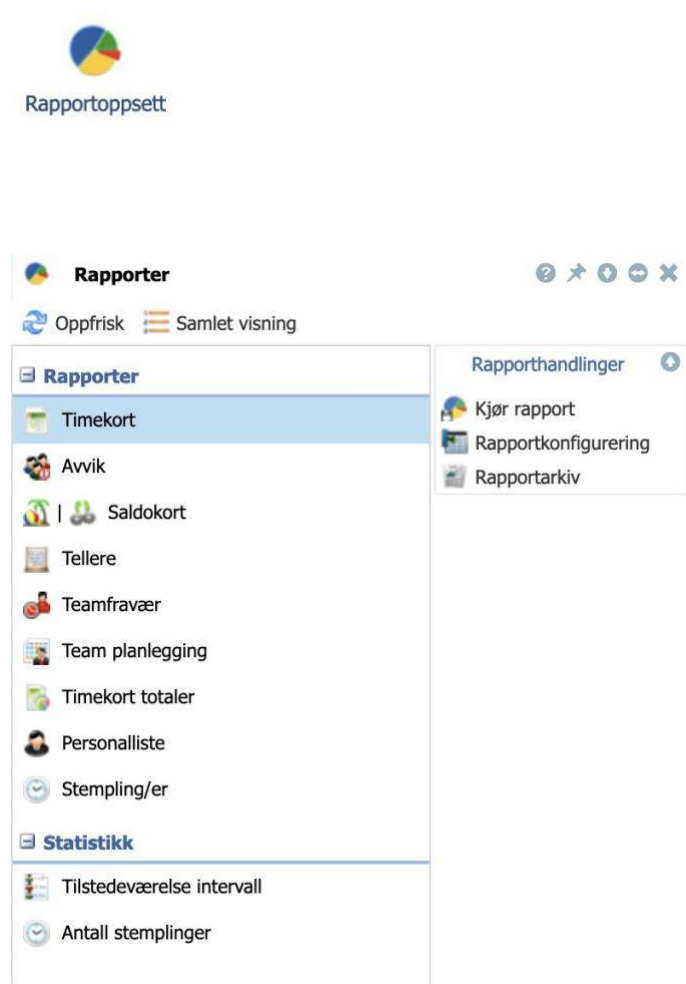 Rapportoppsett
Rapporter
Oppfrisk Samlet visning
Rapporter
Timekort
Avvik
| Saldokort
Tellere
Teamfravær
Team planlegging
Timekort totaler
Personalliste
Stempling/er
Statistikk
Tilstedeværelse intervall
Antall stemplinger
Rapporthandlinger
Kjør rapport
Rapportkonfigurering
Rapportarkiv